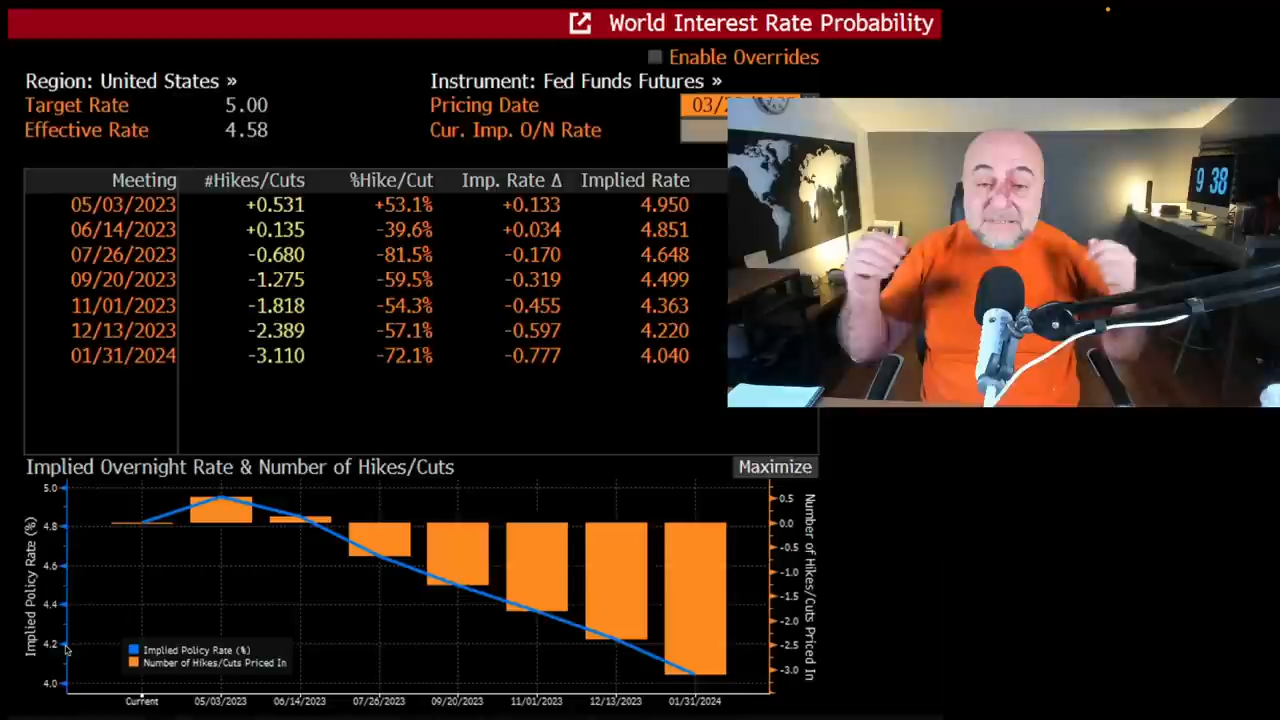 World Interest Rate Probability
Enable Overrides
Region: United States » Instrument: Fed Funds Futures »
Target Rate 5.00 Pricing Date 03/2
Effective Rate 4.58 Cur. Imp. O/N Rate
Meeting #Hikes/Cuts %Hike/Cut Imp. Rate Δ Implied Rate
05/03/2023 +0.531 +53.1% +0.133 4.950
06/14/2023 +0.135 -39.6% +0.034 4.851
07/26/2023 -0.680 -81.5% -0.170 4.648
09/20/2023 -1.275 -59.5% -0.319 4.499
11/01/2023 -1.818 -54.3% -0.455 4.363
12/13/2023 -2.389 -57.1% -0.597 4.220
01/31/2024 -3.110 -72.1% -0.777 4.040
9 38
Implied Overnight Rate & Number of Hikes/Cuts Maximize
Implied Policy Rate (%)
5.0
4.8
4.6
4.4
4.2
4.0
Implied Policy Rate (%)
Number of Hikes/Cuts Priced In
0.5
0.0
-0.5
-1.0
-1.5
-2.0
-2.5
-3.0
Number of Hikes/Cuts Priced In
Current 05/03/2023 06/14/2023 07/26/2023 09/20/2023 11/01/2023 12/13/2023 01/31/2024